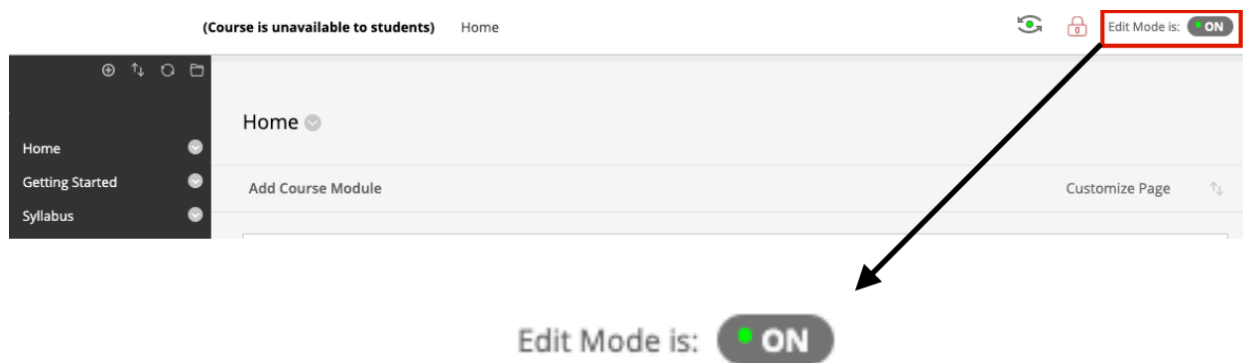 (Course is unavailable to students) Home Edit Mode is: ON
Home
Home
Getting Started
Add Course Module Customize Page
Syllabus
Edit Mode is: ON